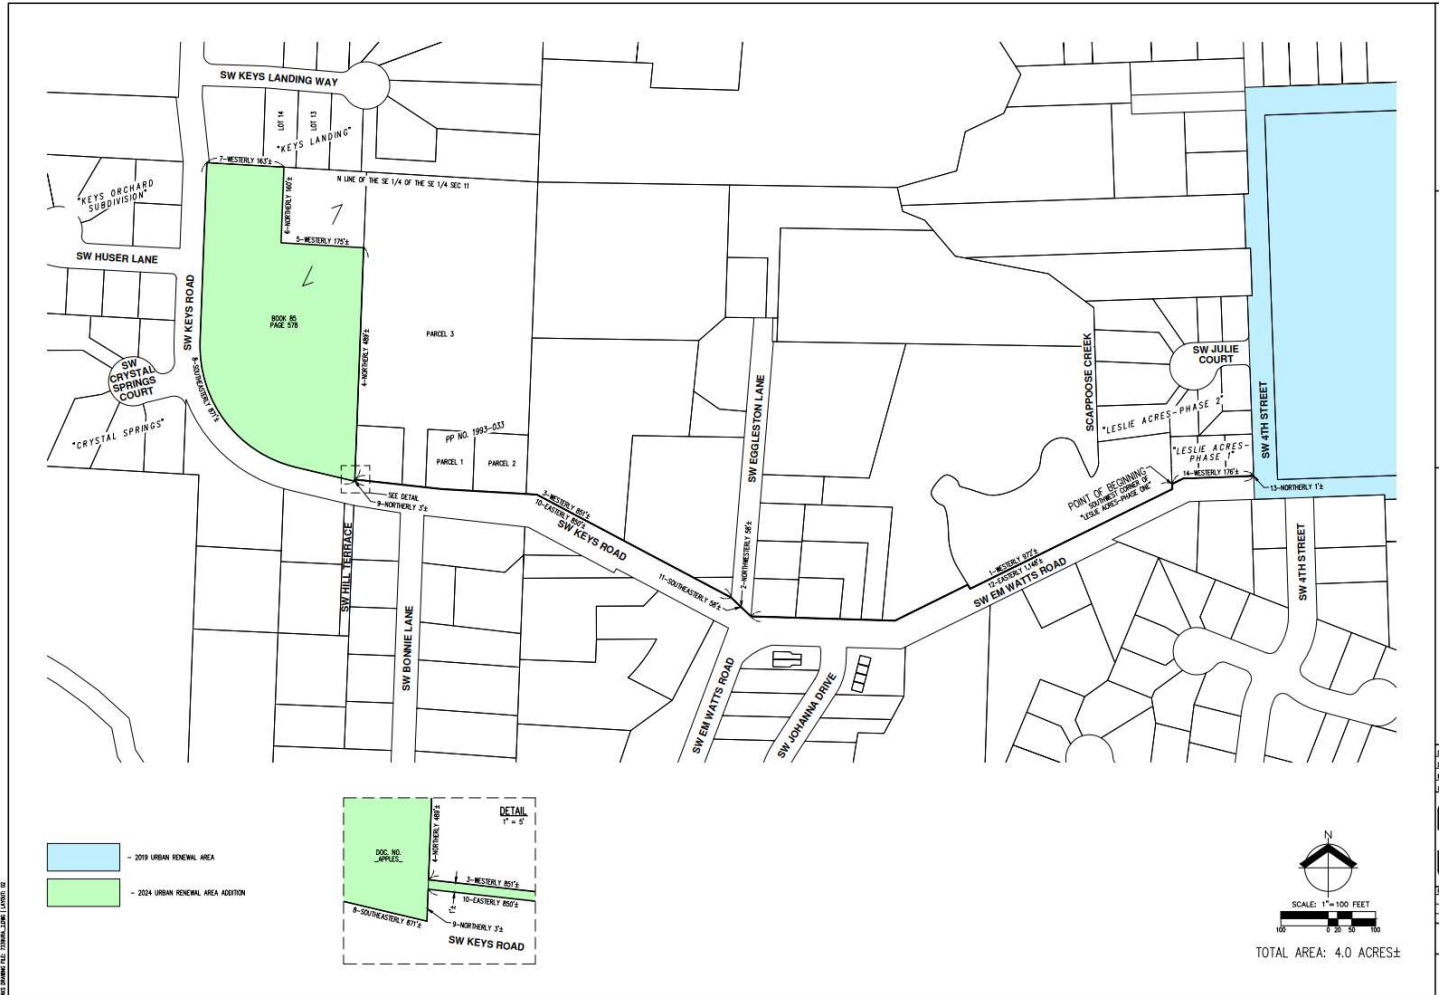 SW KEYS LANDING WAY
LOT 14
LOT 13
"KEYS LANDING"
7-WESTERLY 163'±
N LINE OF THE SE 1/4 OF THE SE 1/4 SEC 11
"KEYS ORCHARD
SUBDIVISION"
6-NORTHERLY 160'±
5-WESTERLY 175'±
SW HUSER LANE
SW KEYS ROAD
BOOK 85
PAGE 578
PARCEL 3
4-NORTHERLY 489'±
8-SOUTHEASTERLY 871'±
SW
CRYSTAL
SPRINGS
COURT
"CRYSTAL SPRINGS"
PP NO. 1993-033
PARCEL 1
PARCEL 2
SEE DETAIL
9-NORTHERLY 3'±
3-WESTERLY 851'±
10-EASTERLY 850'±
SW KEYS ROAD
SW HILL TERRACE
SW BONNIE LANE
SW EGGLESTON LANE
2-NORTHWESTERLY 58'±
11-SOUTHEASTERLY 58'±
SW EM WATTS ROAD
SW JOHANNA DRIVE
SCAPPOOSE CREEK
SW JULIE
COURT
"LESLIE ACRES-PHASE 2"
"LESLIE ACRES-
PHASE 1"
14-WESTERLY 176'±
POINT OF BEGINNING
SOUTHWEST CORNER OF
"LESLIE ACRES-PHASE ONE"
13-NORTHERLY 1'±
1-WESTERLY 972'±
12-EASTERLY 1,148'±
SW EM WATTS ROAD
SW 4TH STREET
SW 4TH STREET
DETAIL
1" = 5'
DOC. NO.
_APPLES_
4-NORTHERLY 489'±
3-WESTERLY 851'±
10-EASTERLY 850'±
1'±
8-SOUTHEASTERLY 871'±
9-NORTHERLY 3'±
SW KEYS ROAD
- 2019 URBAN RENEWAL AREA
- 2024 URBAN RENEWAL AREA ADDITION
N
SCALE: 1"=100 FEET
100 0 20 50 100
TOTAL AREA: 4.0 ACRES±